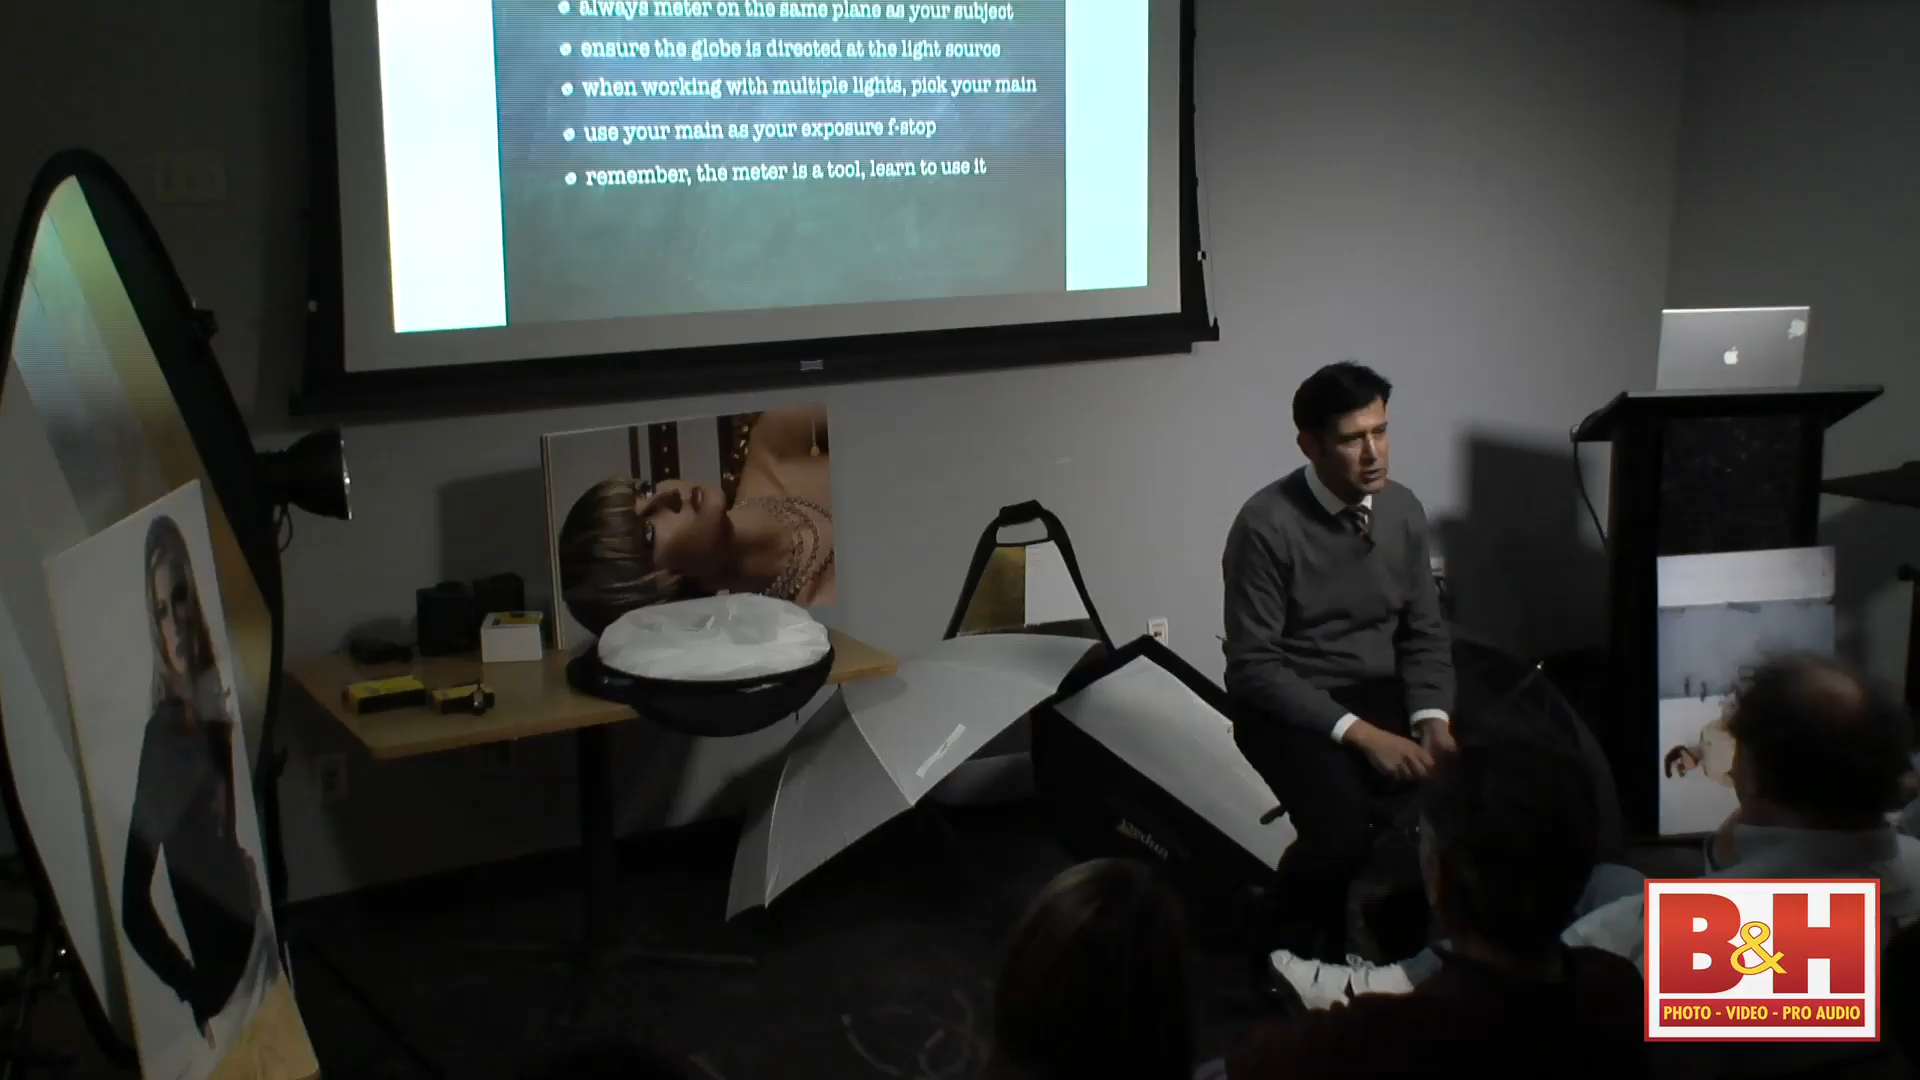 always meter on the same plane as your subject
ensure the globe is directed at the light source
when working with multiple lights, pick your main
use your main as your exposure f-stop
remember, the meter is a tool, learn to use it
B&H
PHOTO - VIDEO - PRO AUDIO